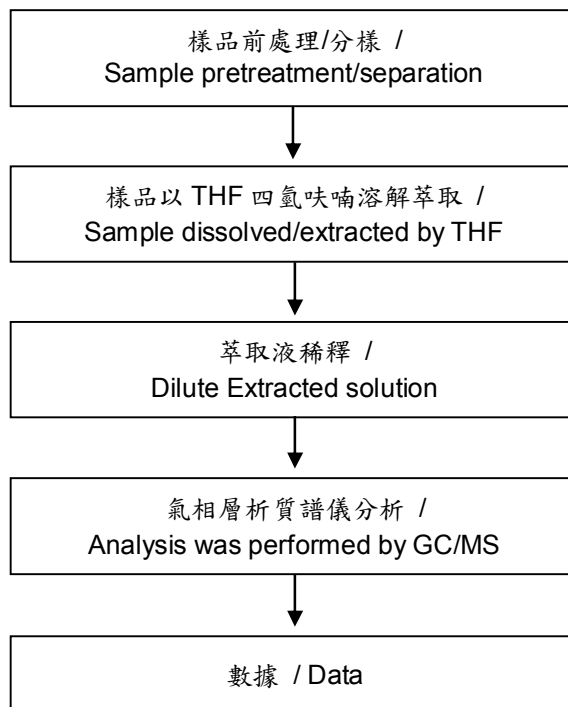 樣品前處理/分樣 /
Sample pretreatment/separation
樣品以 THF 四氫呋喃溶解萃取 /
Sample dissolved/extracted by THF
萃取液稀釋 /
Dilute Extracted solution
氣相層析質譜儀分析 /
Analysis was performed by GC/MS
數據 / Data